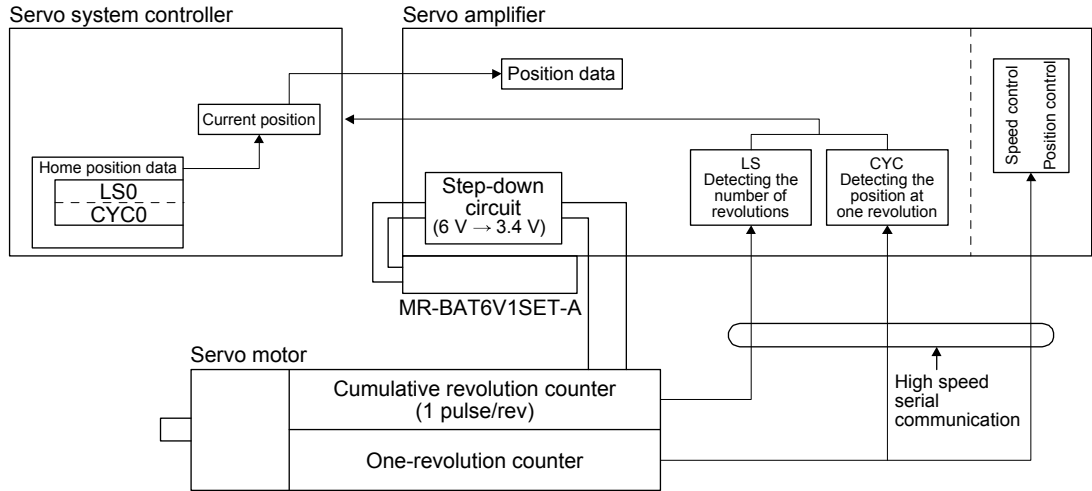 Servo system controller
Servo amplifier
Position data
Current position
Home position data
LS0
CYC0
Step-down
circuit
(6 V → 3.4 V)
LS
Detecting the
number of
revolutions
CYC
Detecting the
position at
one revolution
Speed control
Position control
MR-BAT6V1SET-A
Servo motor
Cumulative revolution counter
(1 pulse/rev)
One-revolution counter
High speed
serial
communication